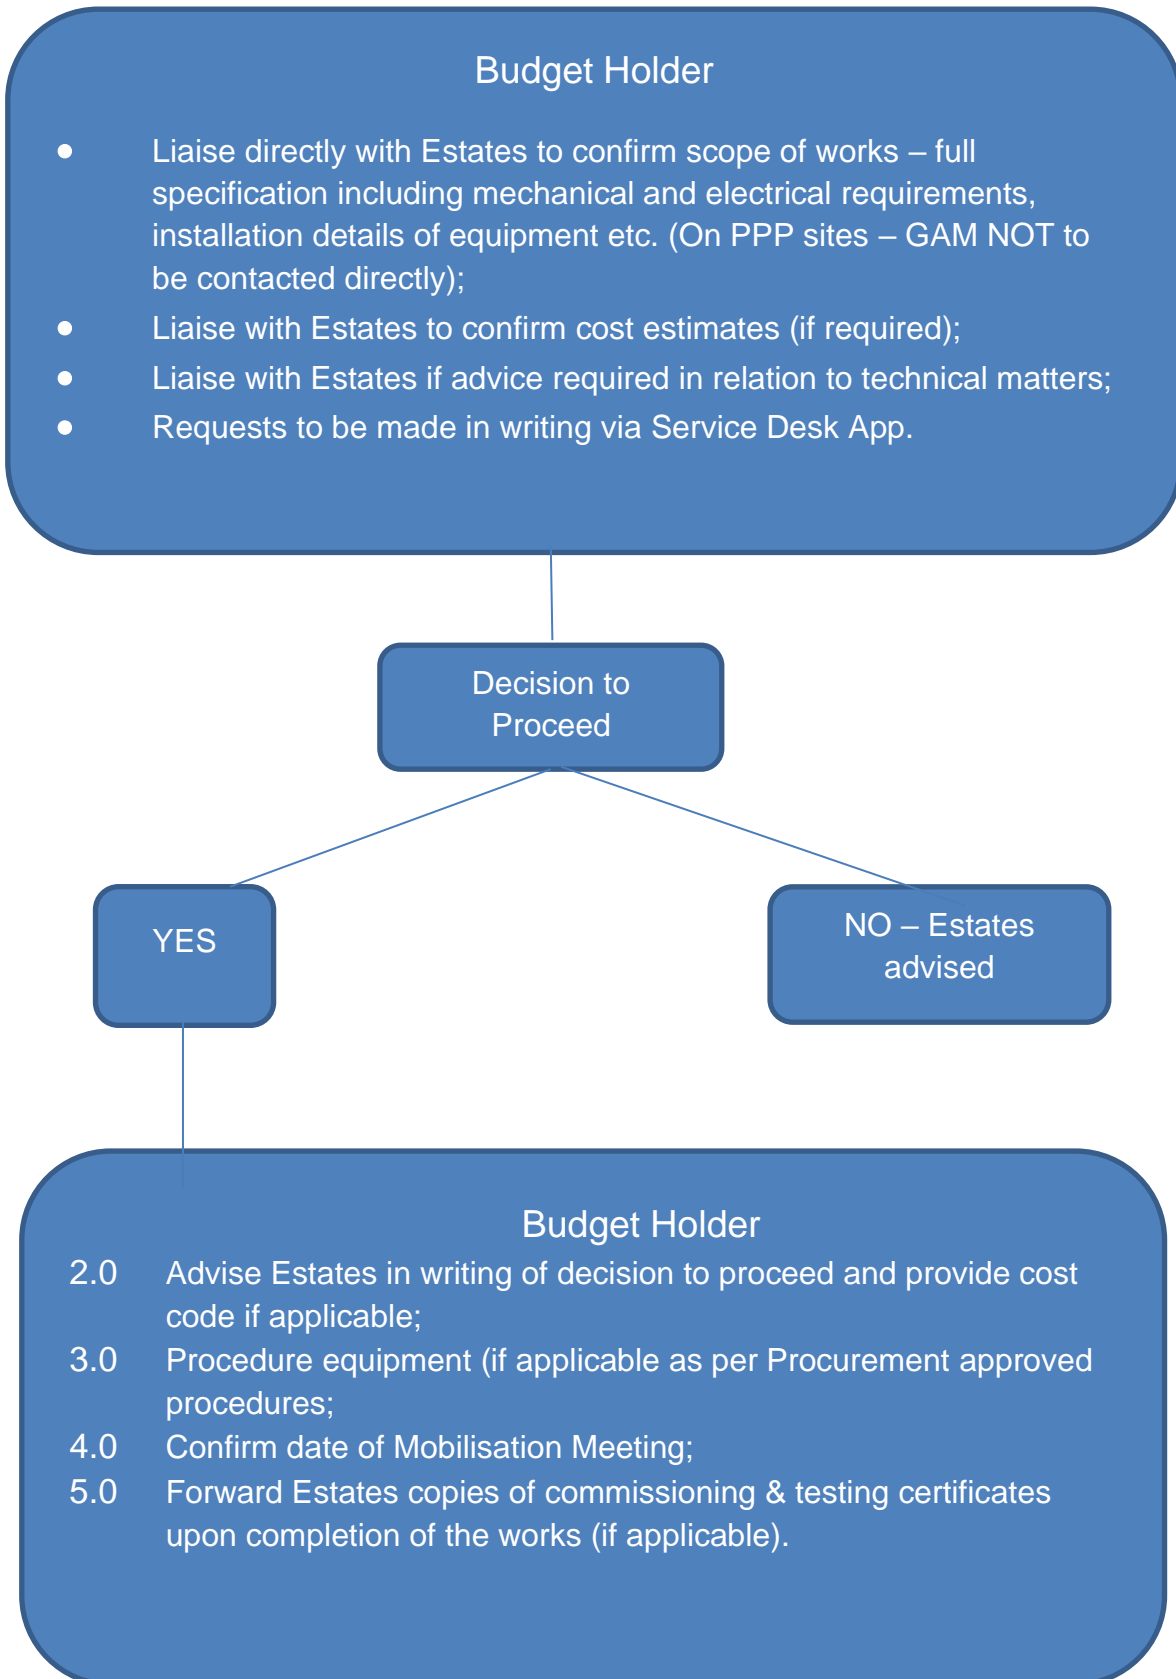 Budget Holder
● Liaise directly with Estates to confirm scope of works – full
specification including mechanical and electrical requirements,
installation details of equipment etc. (On PPP sites – GAM NOT to
be contacted directly);
● Liaise with Estates to confirm cost estimates (if required);
● Liaise with Estates if advice required in relation to technical matters;
● Requests to be made in writing via Service Desk App.
Decision to
Proceed
YES
NO – Estates
advised
Budget Holder
2.0 Advise Estates in writing of decision to proceed and provide cost
code if applicable;
3.0 Procedure equipment (if applicable as per Procurement approved
procedures;
4.0 Confirm date of Mobilisation Meeting;
5.0 Forward Estates copies of commissioning & testing certificates
upon completion of the works (if applicable).